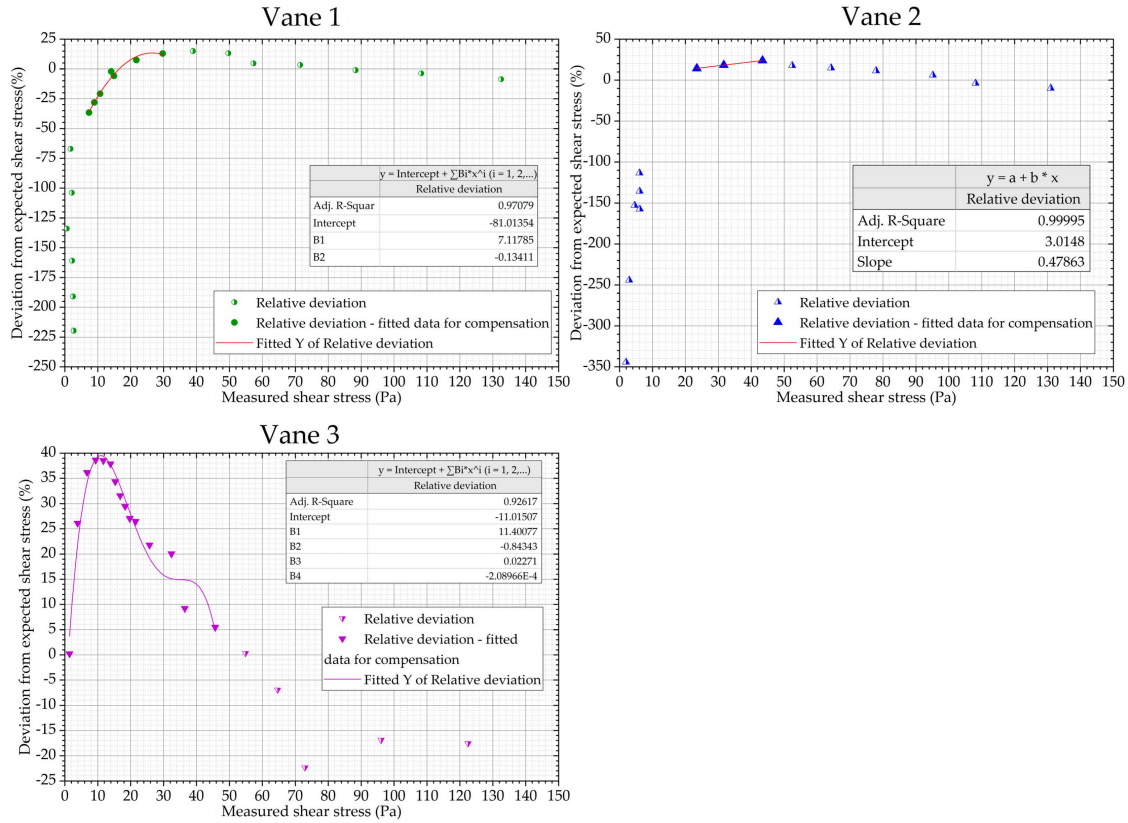 Vane 1
25
0
-25
-50
-75
-100
-125
-150
-175
-200
-225
-250
Deviation from expected shear stress(%)
y = Intercept + ∑Bi*x^i (i = 1, 2,...)
Relative deviation
Adj. R-Squar 0.97079
Intercept -81.01354
B1 7.11785
B2 -0.13411
Relative deviation
Relative deviation - fitted data for compensation
Fitted Y of Relative deviation
0 10 20 30 40 50 60 70 80 90 100 110 120 130 140 150
Measured shear stress (Pa)
Vane 2
50
0
-50
-100
-150
-200
-250
-300
-350
Deviation from expected shear stress (%)
y = a + b * x
Relative deviation
Adj. R-Square 0.99995
Intercept 3.0148
Slope 0.47863
Relative deviation
Relative deviation - fitted data for compensation
Fitted Y of Relative deviation
0 10 20 30 40 50 60 70 80 90 100 110 120 130 140 150
Measured shear stress (Pa)
Vane 3
40
35
30
25
20
15
10
5
0
-5
-10
-15
-20
-25
Deviation from expected shear stress (%)
y = Intercept + ∑Bi*x^i (i = 1, 2,...)
Relative deviation
Adj. R-Square 0.92617
Intercept -11.01507
B1 11.40077
B2 -0.84343
B3 0.02271
B4 -2.08966E-4
Relative deviation
Relative deviation - fitted
data for compensation
Fitted Y of Relative deviation
0 10 20 30 40 50 60 70 80 90 100 110 120 130 140 150
Measured shear stress (Pa)